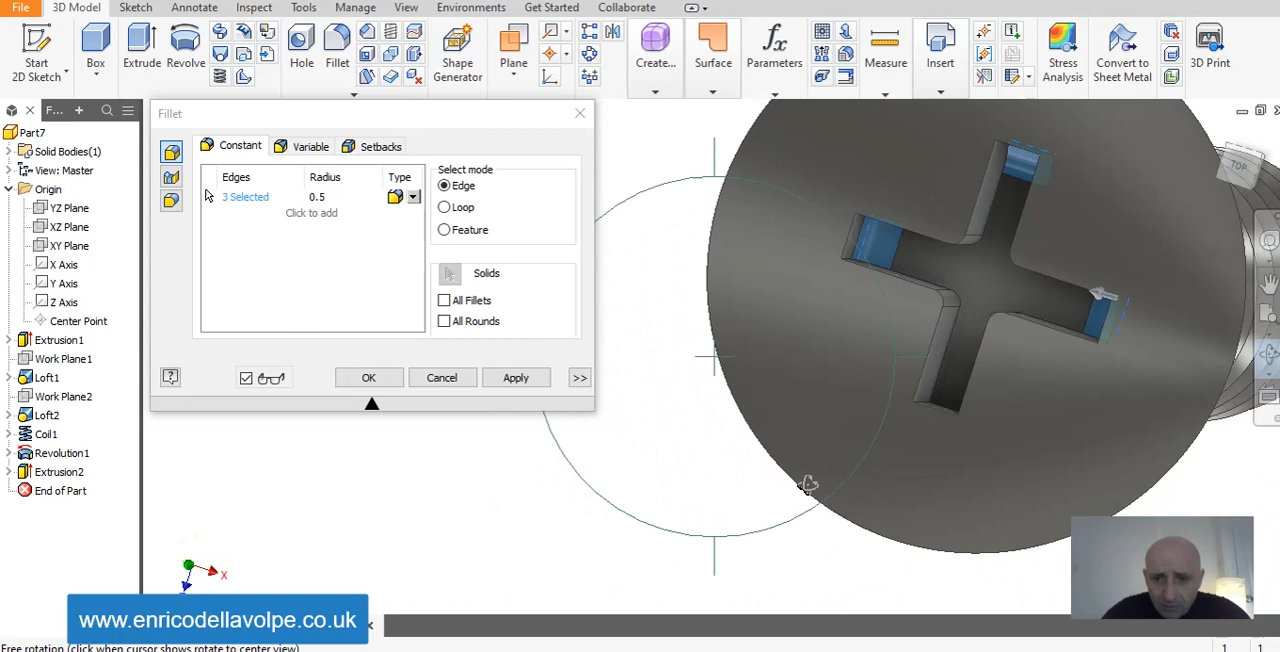 File 3D Model Sketch Annotate Inspect Tools Manage View Environments Get Started Collaborate
Start
2D Sketch
Box
Extrude
Revolve
Hole
Fillet
Shape
Generator
Plane
Create...
Surface
Parameters
Measure
Insert
Stress
Analysis
Convert to
Sheet Metal
3D Print
F...
Part7
Solid Bodies(1)
View: Master
Origin
YZ Plane
XZ Plane
XY Plane
X Axis
Y Axis
Z Axis
Center Point
Extrusion1
Work Plane1
Loft1
Work Plane2
Loft2
Coil1
Revolution1
Extrusion2
End of Part
Fillet
Constant Variable Setbacks
Edges Radius Type
3 Selected 0.5
Click to add
Select mode
Edge
Loop
Feature
Solids
All Fillets
All Rounds
OK Cancel Apply >>
TOP
X
www.enricodellavolpe.co.uk
Free rotation (click when cursor shows rotate to center view)
1 1